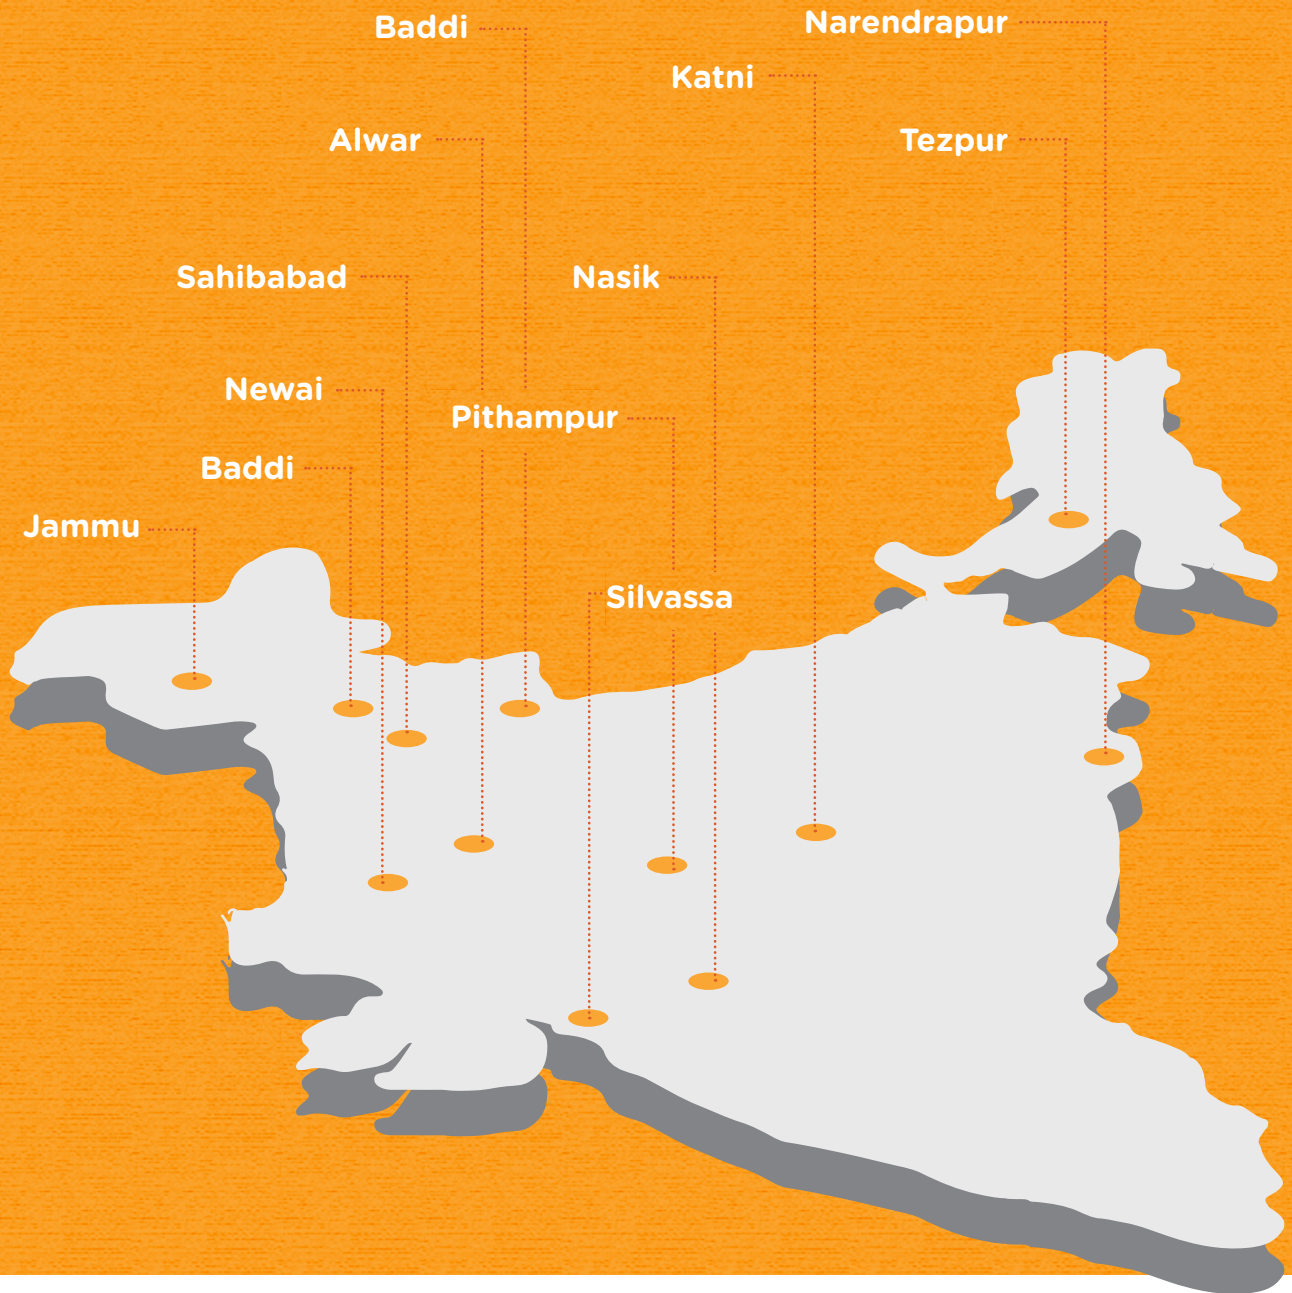 Baddi
Narendrapur
Katni
Alwar
Tezpur
Sahibabad
Nasik
Newai
Pithampur
Baddi
Jammu
Silvassa